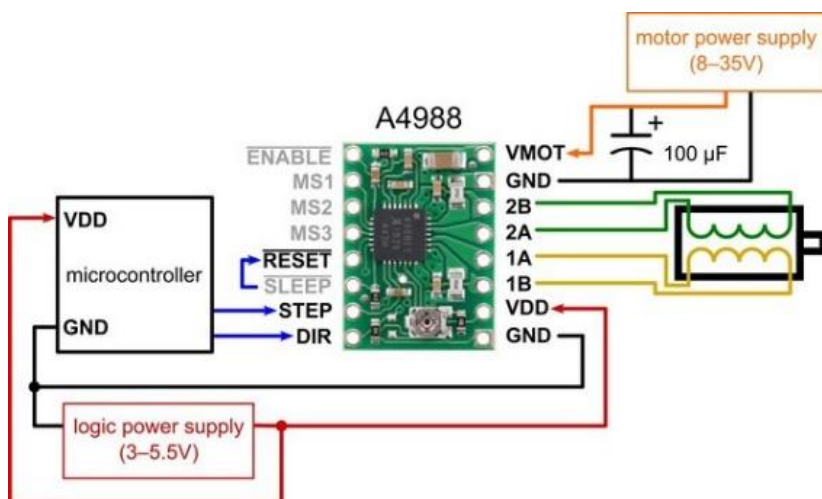 motor power supply
(8–35V)
A4988
ENABLE
VMOT
+
100 µF
MS1
GND
MS2
2B
VDD
MS3
2A
microcontroller
RESET
1A
SLEEP
1B
STEP
VDD
GND
DIR
GND
logic power supply
(3–5.5V)